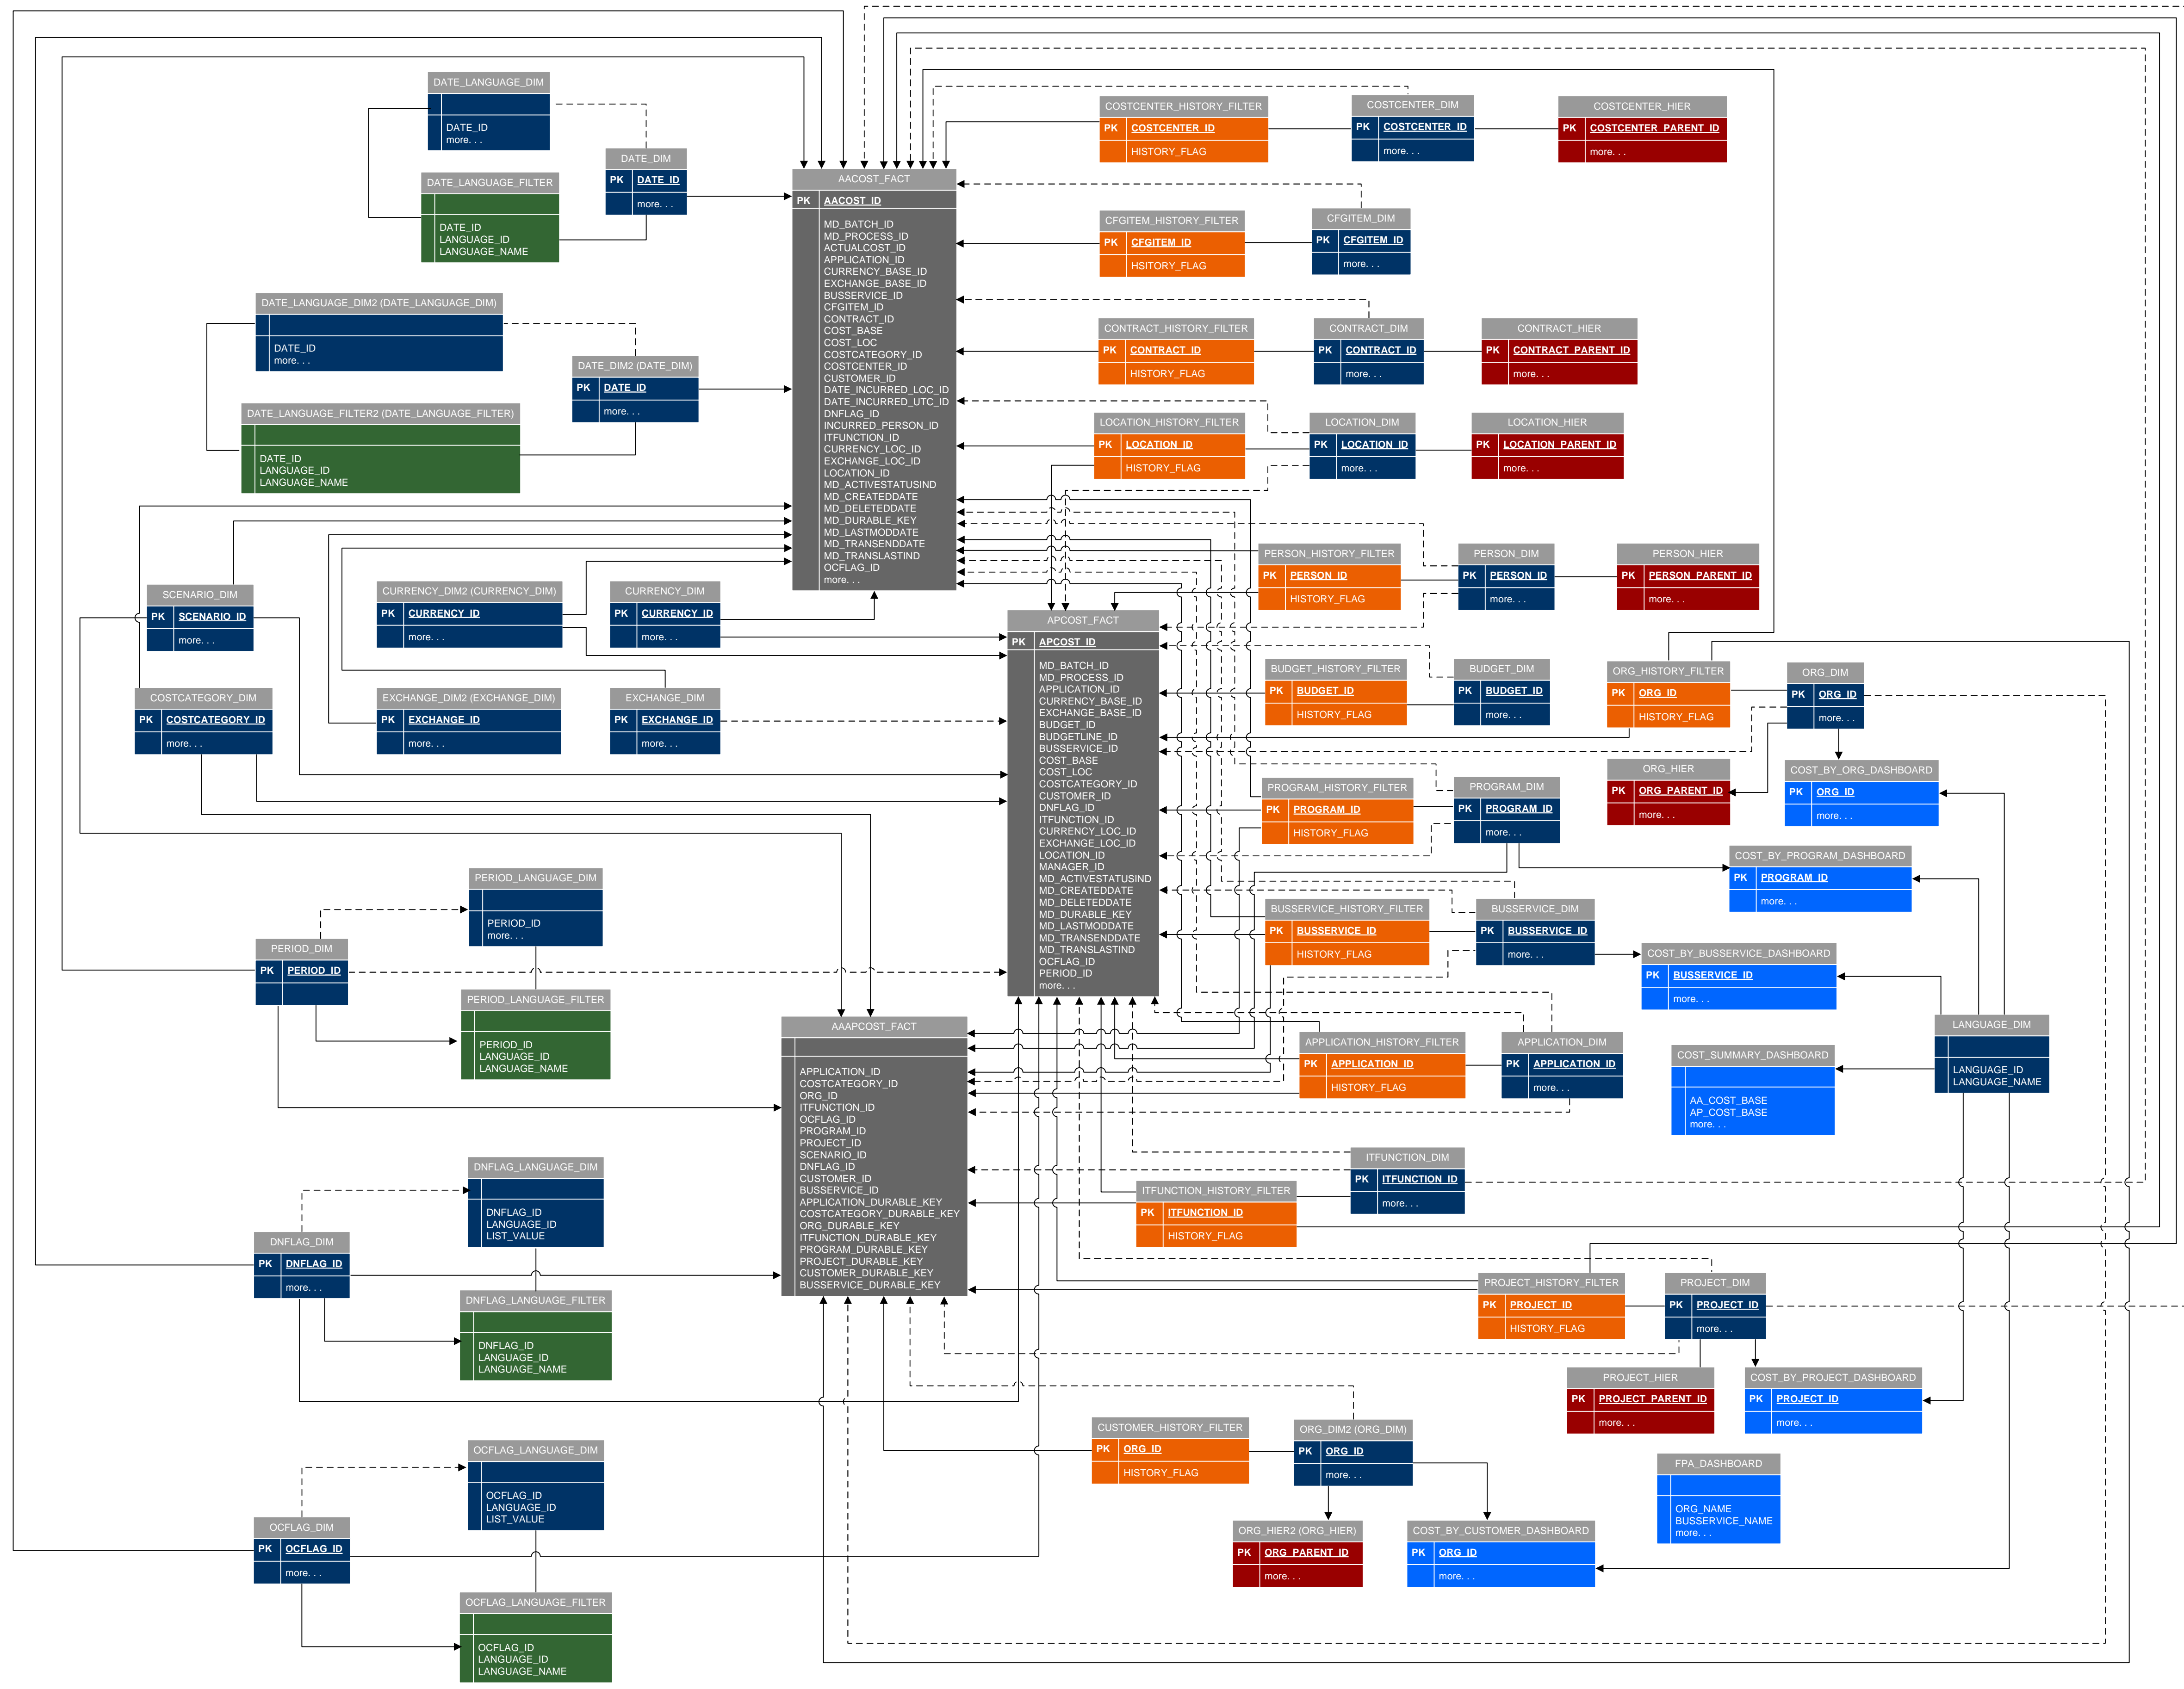 DATE_LANGUAGE_DIM
DATE_ID
more. . .
DATE_DIM
PK DATE_ID
more. . .
DATE_LANGUAGE_FILTER
DATE_ID
LANGUAGE_ID
LANGUAGE_NAME
DATE_LANGUAGE_DIM2 (DATE_LANGUAGE_DIM)
DATE_ID
more. . .
DATE_DIM2 (DATE_DIM)
PK DATE_ID
more. . .
DATE_LANGUAGE_FILTER2 (DATE_LANGUAGE_FILTER)
DATE_ID
LANGUAGE_ID
LANGUAGE_NAME
AACOST_FACT
PK AACOST_ID
MD_BATCH_ID
MD_PROCESS_ID
ACTUALCOST_ID
APPLICATION_ID
CURRENCY_BASE_ID
EXCHANGE_BASE_ID
BUSSERVICE_ID
CFGITEM_ID
CONTRACT_ID
COST_BASE
COST_LOC
COSTCATEGORY_ID
COSTCENTER_ID
CUSTOMER_ID
DATE_INCURRED_LOC_ID
DATE_INCURRED_UTC_ID
DNFLAG_ID
INCURRED_PERSON_ID
ITFUNCTION_ID
CURRENCY_LOC_ID
EXCHANGE_LOC_ID
LOCATION_ID
MD_ACTIVESTATUSIND
MD_CREATEDDATE
MD_DELETEDDATE
MD_DURABLE_KEY
MD_LASTMODDATE
MD_TRANSENDDATE
MD_TRANSLASTIND
OCFLAG_ID
more. . .
COSTCENTER_HISTORY_FILTER
PK COSTCENTER_ID
HISTORY_FLAG
COSTCENTER_DIM
PK COSTCENTER_ID
more. . .
COSTCENTER_HIER
PK COSTCENTER_PARENT_ID
more. . .
CFGITEM_HISTORY_FILTER
PK CFGITEM_ID
HSITORY_FLAG
CFGITEM_DIM
PK CFGITEM_ID
more. . .
CONTRACT_HISTORY_FILTER
PK CONTRACT_ID
HISTORY_FLAG
CONTRACT_DIM
PK CONTRACT_ID
more. . .
CONTRACT_HIER
PK CONTRACT_PARENT_ID
more. . .
LOCATION_HISTORY_FILTER
PK LOCATION_ID
HISTORY_FLAG
LOCATION_DIM
PK LOCATION_ID
more. . .
LOCATION_HIER
PK LOCATION_PARENT_ID
more. . .
PERSON_HISTORY_FILTER
PK PERSON_ID
HISTORY_FLAG
PERSON_DIM
PK PERSON_ID
more. . .
PERSON_HIER
PK PERSON_PARENT_ID
more. . .
SCENARIO_DIM
PK SCENARIO_ID
more. . .
CURRENCY_DIM2 (CURRENCY_DIM)
PK CURRENCY_ID
more. . .
CURRENCY_DIM
PK CURRENCY_ID
more. . .
COSTCATEGORY_DIM
PK COSTCATEGORY_ID
more. . .
EXCHANGE_DIM2 (EXCHANGE_DIM)
PK EXCHANGE_ID
more. . .
EXCHANGE_DIM
PK EXCHANGE_ID
more. . .
APCOST_FACT
PK APCOST_ID
MD_BATCH_ID
MD_PROCESS_ID
APPLICATION_ID
CURRENCY_BASE_ID
EXCHANGE_BASE_ID
BUDGET_ID
BUDGETLINE_ID
BUSSERVICE_ID
COST_BASE
COST_LOC
COSTCATEGORY_ID
CUSTOMER_ID
DNFLAG_ID
ITFUNCTION_ID
CURRENCY_LOC_ID
EXCHANGE_LOC_ID
LOCATION_ID
MANAGER_ID
MD_ACTIVESTATUSIND
MD_CREATEDDATE
MD_DELETEDDATE
MD_DURABLE_KEY
MD_LASTMODDATE
MD_TRANSENDDATE
MD_TRANSLASTIND
OCFLAG_ID
PERIOD_ID
more. . .
BUDGET_HISTORY_FILTER
PK BUDGET_ID
HISTORY_FLAG
BUDGET_DIM
PK BUDGET_ID
more. . .
ORG_HISTORY_FILTER
PK ORG_ID
HISTORY_FLAG
ORG_DIM
PK ORG_ID
more. . .
ORG_HIER
PK ORG_PARENT_ID
more. . .
COST_BY_ORG_DASHBOARD
PK ORG_ID
more. . .
PROGRAM_HISTORY_FILTER
PK PROGRAM_ID
HISTORY_FLAG
PROGRAM_DIM
PK PROGRAM_ID
more. . .
COST_BY_PROGRAM_DASHBOARD
PK PROGRAM_ID
more. . .
BUSSERVICE_HISTORY_FILTER
PK BUSSERVICE_ID
HISTORY_FLAG
BUSSERVICE_DIM
PK BUSSERVICE_ID
more. . .
COST_BY_BUSSERVICE_DASHBOARD
PK BUSSERVICE_ID
more. . .
PERIOD_LANGUAGE_DIM
PERIOD_ID
more. . .
PERIOD_DIM
PK PERIOD_ID
PERIOD_LANGUAGE_FILTER
PERIOD_ID
LANGUAGE_ID
LANGUAGE_NAME
AAAPCOST_FACT
APPLICATION_ID
COSTCATEGORY_ID
ORG_ID
ITFUNCTION_ID
OCFLAG_ID
PROGRAM_ID
PROJECT_ID
SCENARIO_ID
DNFLAG_ID
CUSTOMER_ID
BUSSERVICE_ID
APPLICATION_DURABLE_KEY
COSTCATEGORY_DURABLE_KEY
ORG_DURABLE_KEY
ITFUNCTION_DURABLE_KEY
PROGRAM_DURABLE_KEY
PROJECT_DURABLE_KEY
CUSTOMER_DURABLE_KEY
BUSSERVICE_DURABLE_KEY
APPLICATION_HISTORY_FILTER
PK APPLICATION_ID
HISTORY_FLAG
APPLICATION_DIM
PK APPLICATION_ID
more. . .
COST_SUMMARY_DASHBOARD
AA_COST_BASE
AP_COST_BASE
more. . .
LANGUAGE_DIM
LANGUAGE_ID
LANGUAGE_NAME
ITFUNCTION_DIM
PK ITFUNCTION_ID
more. . .
ITFUNCTION_HISTORY_FILTER
PK ITFUNCTION_ID
HISTORY_FLAG
DNFLAG_LANGUAGE_DIM
DNFLAG_ID
LANGUAGE_ID
LIST_VALUE
DNFLAG_DIM
PK DNFLAG_ID
more. . .
DNFLAG_LANGUAGE_FILTER
DNFLAG_ID
LANGUAGE_ID
LANGUAGE_NAME
PROJECT_HISTORY_FILTER
PK PROJECT_ID
HISTORY_FLAG
PROJECT_DIM
PK PROJECT_ID
more. . .
PROJECT_HIER
PK PROJECT_PARENT_ID
more. . .
COST_BY_PROJECT_DASHBOARD
PK PROJECT_ID
more. . .
CUSTOMER_HISTORY_FILTER
PK ORG_ID
HISTORY_FLAG
ORG_DIM2 (ORG_DIM)
PK ORG_ID
more. . .
FPA_DASHBOARD
ORG_NAME
BUSSERVICE_NAME
more. . .
ORG_HIER2 (ORG_HIER)
PK ORG_PARENT_ID
more. . .
COST_BY_CUSTOMER_DASHBOARD
PK ORG_ID
more. . .
OCFLAG_LANGUAGE_DIM
OCFLAG_ID
LANGUAGE_ID
LIST_VALUE
OCFLAG_DIM
PK OCFLAG_ID
more. . .
OCFLAG_LANGUAGE_FILTER
OCFLAG_ID
LANGUAGE_ID
LANGUAGE_NAME